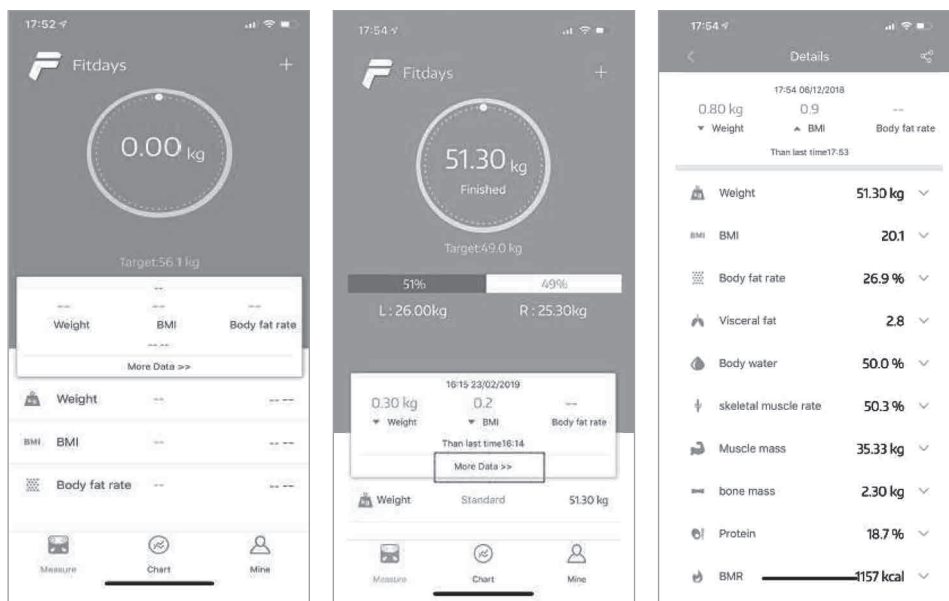 17:52
Fitdays
+
0.00 kg
Target:56.1 kg
--
-- -- --
Weight BMI Body fat rate
-- --
More Data >>
Weight -- -- --
BMI BMI -- -- --
Body fat rate -- -- --
Measure Chart Mine
17:54
Fitdays
+
51.30 kg
Finished
Target:49.0 kg
51% 49%
L : 26.00kg R : 25.30kg
16:15 23/02/2019
0.30 kg 0.2 --
Weight BMI Body fat rate
Than last time16:14
More Data >>
Weight Standard 51.30 kg
Measure Chart Mine
17:54
Details
17:54 06/12/2018
0.80 kg 0.9 --
Weight BMI Body fat rate
Than last time17:53
Weight 51.30 kg
BMI BMI 20.1
Body fat rate 26.9 %
Visceral fat 2.8
Body water 50.0 %
skeletal muscle rate 50.3 %
Muscle mass 35.33 kg
bone mass 2.30 kg
Protein 18.7 %
BMR 1157 kcal